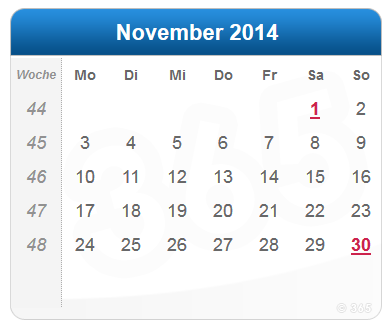 November 2014
Woche Mo Di Mi Do Fr Sa So
44 1 2
45 3 4 5 6 7 8 9
46 10 11 12 13 14 15 16
47 17 18 19 20 21 22 23
48 24 25 26 27 28 29 30
© 365